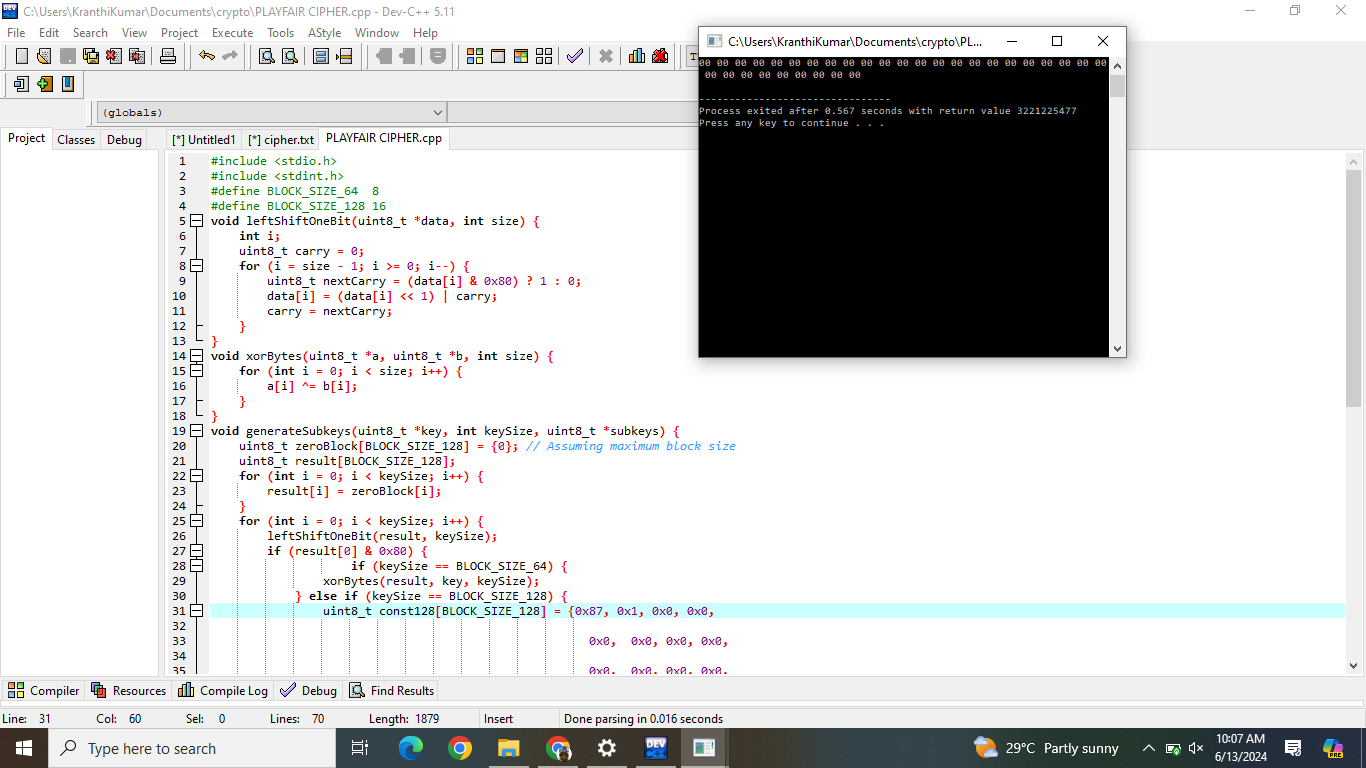 C:\Users\KranthiKumar\Documents\crypto\PLAYFAIR CIPHER.cpp - Dev-C++ 5.11
File Edit Search View Project Execute Tools AStyle Window Help
(globals)
Project Classes Debug
[*] Untitled1 [*] cipher.txt PLAYFAIR CIPHER.cpp
1 #include <stdio.h>
2 #include <stdint.h>
3 #define BLOCK_SIZE_64  8
4 #define BLOCK_SIZE_128 16
5 void leftShiftOneBit(uint8_t *data, int size) {
6     int i;
7     uint8_t carry = 0;
8     for (i = size - 1; i >= 0; i--) {
9         uint8_t nextCarry = (data[i] & 0x80) ? 1 : 0;
10         data[i] = (data[i] << 1) | carry;
11         carry = nextCarry;
12     }
13 }
14 void xorBytes(uint8_t *a, uint8_t *b, int size) {
15     for (int i = 0; i < size; i++) {
16         a[i] ^= b[i];
17     }
18 }
19 void generateSubkeys(uint8_t *key, int keySize, uint8_t *subkeys) {
20     uint8_t zeroBlock[BLOCK_SIZE_128] = {0}; // Assuming maximum block size
21     uint8_t result[BLOCK_SIZE_128];
22     for (int i = 0; i < keySize; i++) {
23         result[i] = zeroBlock[i];
24     }
25     for (int i = 0; i < keySize; i++) {
26         leftShiftOneBit(result, keySize);
27         if (result[0] & 0x80) {
28                     if (keySize == BLOCK_SIZE_64) {
29                 xorBytes(result, key, keySize);
30             } else if (keySize == BLOCK_SIZE_128) {
31                 uint8_t const128[BLOCK_SIZE_128] = {0x87, 0x1, 0x0, 0x0,
32
33 0x0,  0x0, 0x0, 0x0,
34
35 0x0,  0x0, 0x0, 0x0,
C:\Users\KranthiKumar\Documents\crypto\PL...
00 00 00 00 00 00 00 00 00 00 00 00 00 00 00 00 00 00 00 00 00 00 00
00 00 00 00 00 00 00 00 00
--------------------------------
Process exited after 0.567 seconds with return value 3221225477
Press any key to continue . . .
Compiler Resources Compile Log Debug Find Results
Line: 31 Col: 60 Sel: 0 Lines: 70 Length: 1879 Insert Done parsing in 0.016 seconds
Type here to search
DEV
29°C Partly sunny
10:07 AM
6/13/2024
PRE